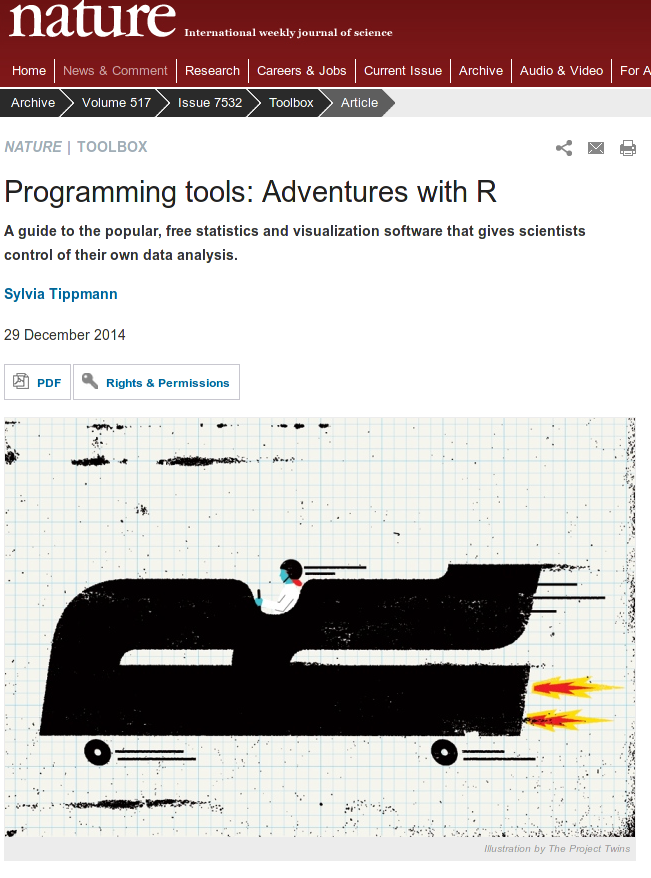 nature International weekly journal of science
Home News & Comment Research Careers & Jobs Current Issue Archive Audio & Video For A
Archive Volume 517 Issue 7532 Toolbox Article
NATURE | TOOLBOX
Programming tools: Adventures with R
A guide to the popular, free statistics and visualization software that gives scientists
control of their own data analysis.
Sylvia Tippmann
29 December 2014
PDF Rights & Permissions
Illustration by The Project Twins